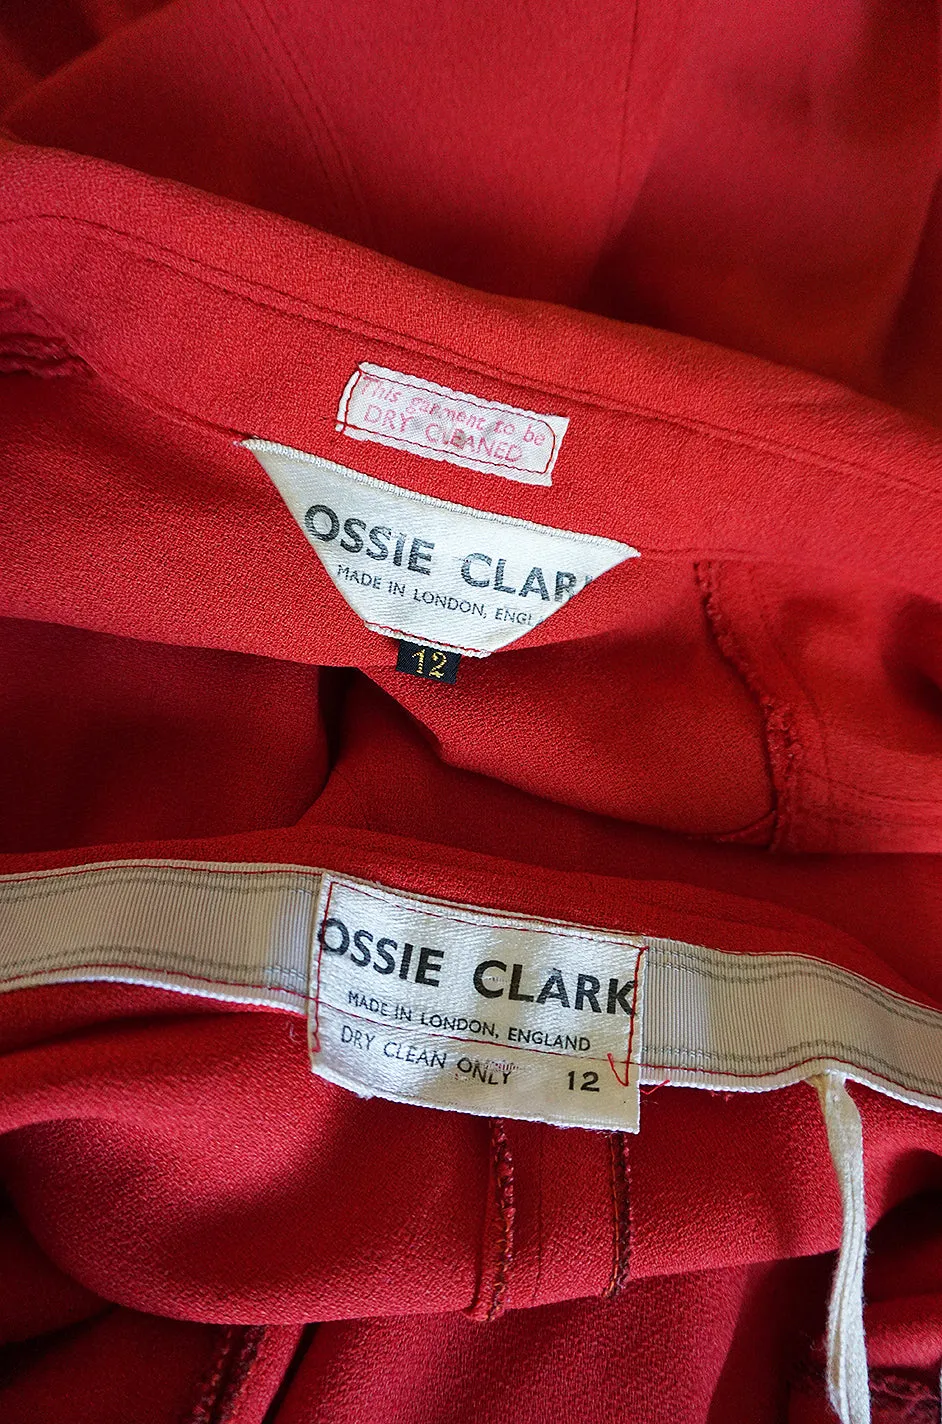 This garment to be
DRY CLEANED
OSSIE CLARK
MADE IN LONDON, ENGL
12
OSSIE CLARK
MADE IN LONDON, ENGLAND
DRY CLEAN ONLY 12